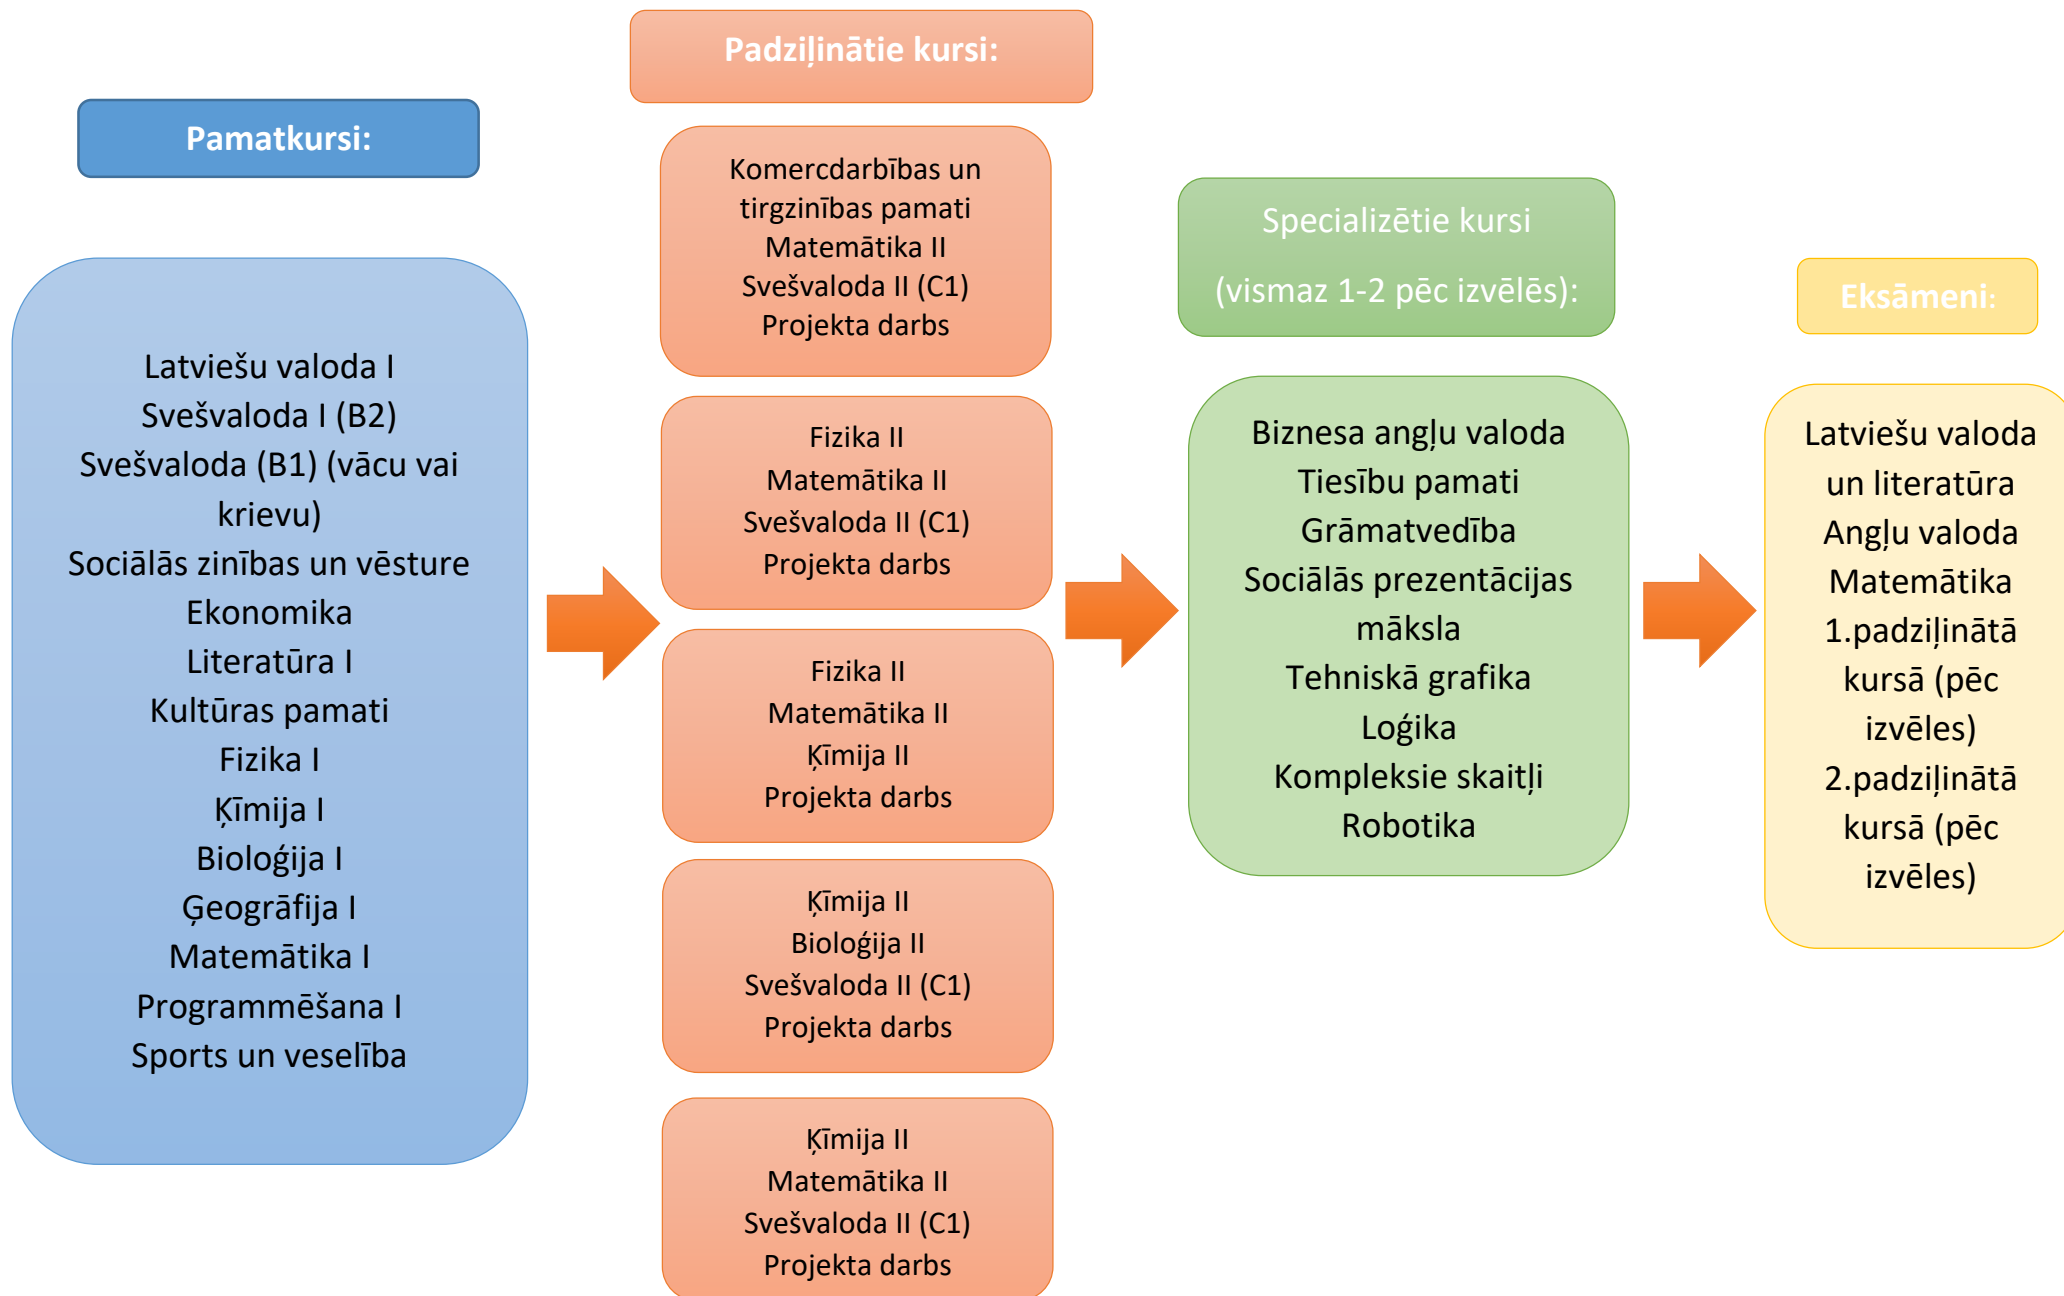 Pamatkursi:
Latviešu valoda I
Svešvaloda I (B2)
Svešvaloda (B1) (vācu vai
krievu)
Sociālās zinības un vēsture
Ekonomika
Literatūra I
Kultūras pamati
Fizika I
Ķīmija I
Bioloģija I
Ģeogrāfija I
Matemātika I
Programmēšana I
Sports un veselība
Padziļinātie kursi:
Komercdarbības un
tirgzinības pamati
Matemātika II
Svešvaloda II (C1)
Projekta darbs
Fizika II
Matemātika II
Svešvaloda II (C1)
Projekta darbs
Fizika II
Matemātika II
Ķīmija II
Projekta darbs
Ķīmija II
Bioloģija II
Svešvaloda II (C1)
Projekta darbs
Ķīmija II
Matemātika II
Svešvaloda II (C1)
Projekta darbs
Specializētie kursi
(vismaz 1-2 pēc izvēlēs):
Biznesa angļu valoda
Tiesību pamati
Grāmatvedība
Sociālās prezentācijas
māksla
Tehniskā grafika
Loģika
Kompleksie skaitļi
Robotika
Eksāmeni:
Latviešu valoda
un literatūra
Angļu valoda
Matemātika
1.padziļinātā
kursā (pēc
izvēles)
2.padziļinātā
kursā (pēc
izvēles)